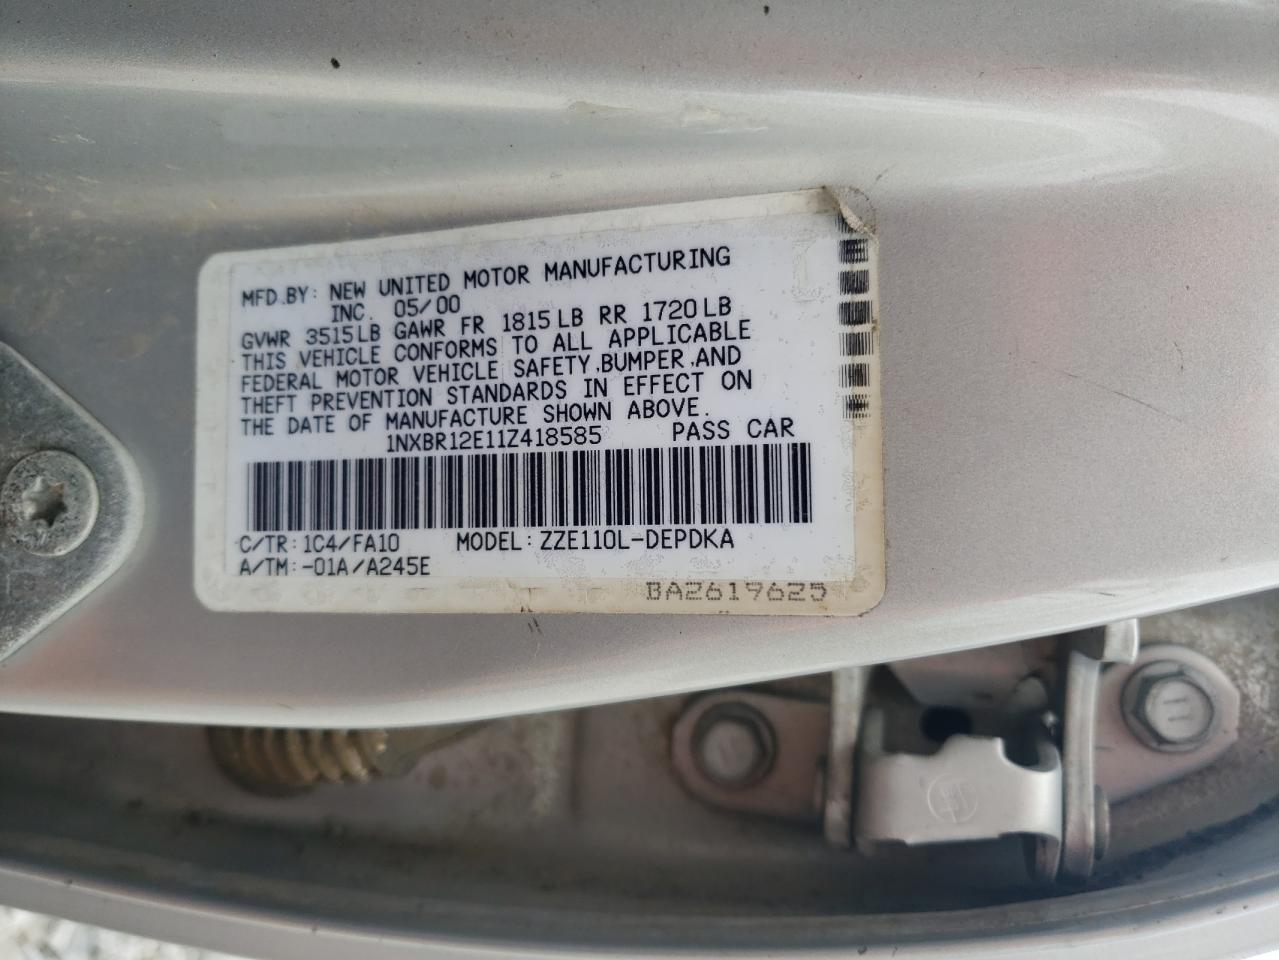 MFD.BY: NEW UNITED MOTOR MANUFACTURING
INC. 05/00
GVWR 3515LB GAWR FR 1815LB RR 1720LB
THIS VEHICLE CONFORMS TO ALL APPLICABLE
FEDERAL MOTOR VEHICLE SAFETY,BUMPER,AND
THEFT PREVENTION STANDARDS IN EFFECT ON
THE DATE OF MANUFACTURE SHOWN ABOVE.
1NXBR12E11Z418585 PASS CAR
C/TR:1C4/FA10 MODEL:ZZE110L-DEPDKA
A/TM:-01A/A245E
BA2619625